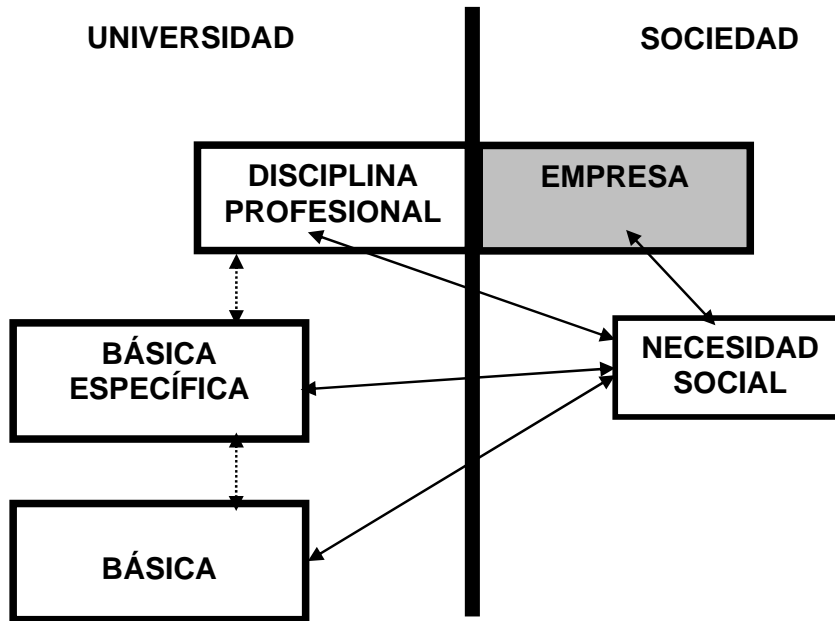 UNIVERSIDAD
SOCIEDAD
DISCIPLINA
PROFESIONAL
EMPRESA
BÁSICA
ESPECÍFICA
NECESIDAD
SOCIAL
BÁSICA